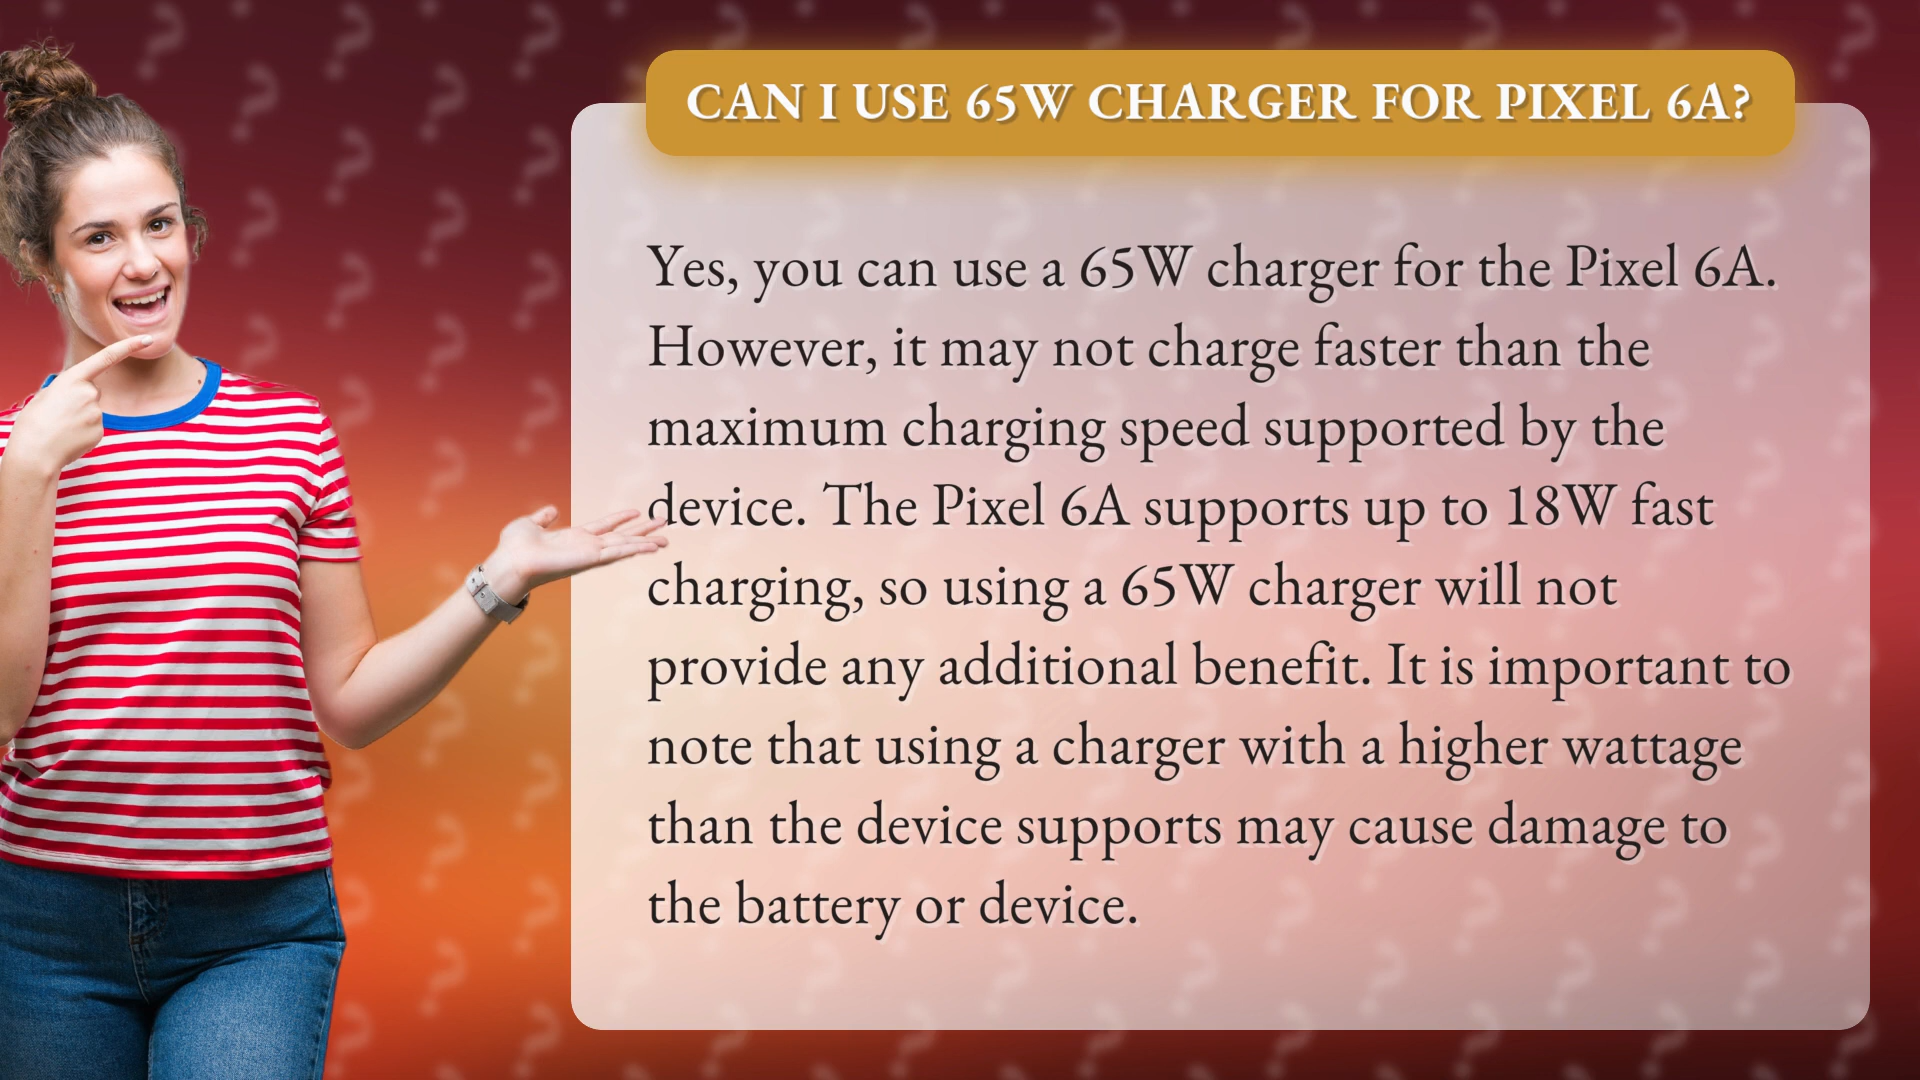 CAN I USE 65W CHARGER FOR PIXEL 6A?
Yes, you can use a 65W charger for the Pixel 6A.
However, it may not charge faster than the
maximum charging speed supported by the
device. The Pixel 6A supports up to 18W fast
charging, so using a 65W charger will not
provide any additional benefit. It is important to
note that using a charger with a higher wattage
than the device supports may cause damage to
the battery or device.